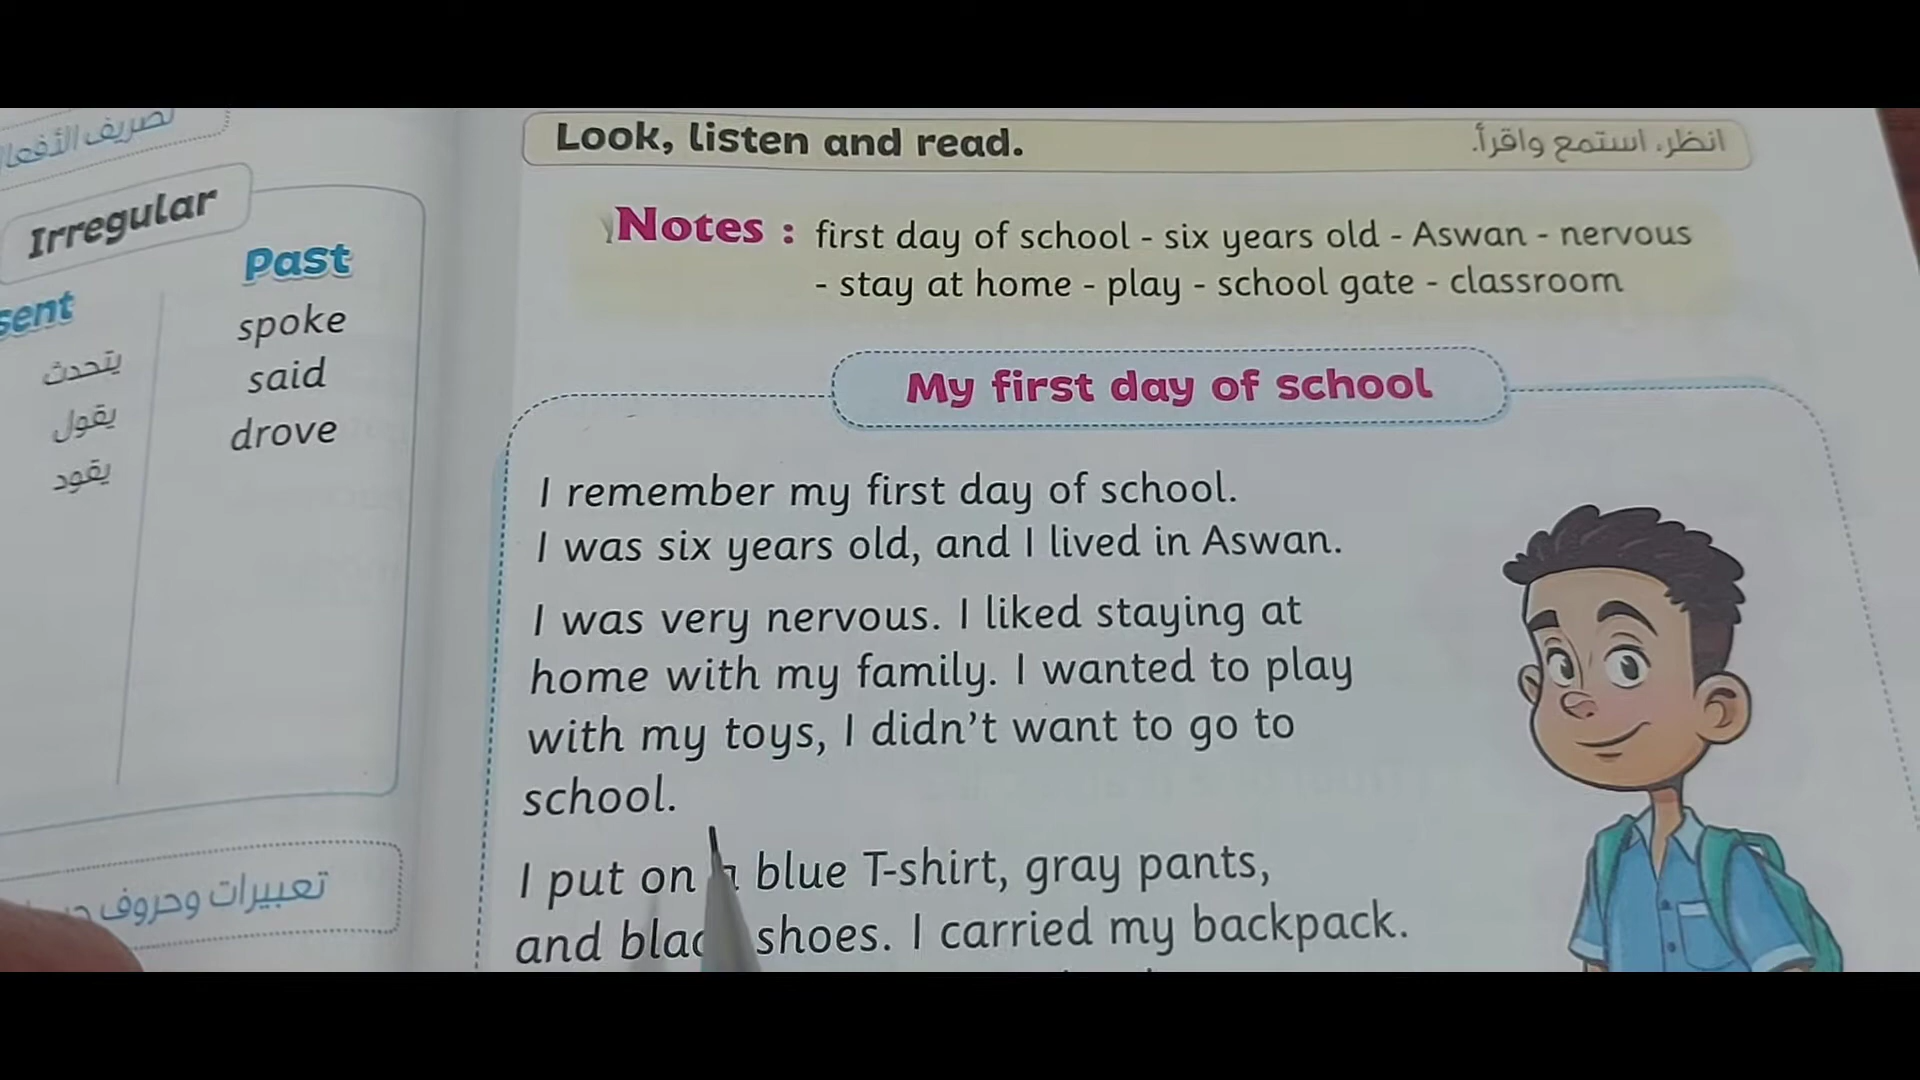 Irregular
Past
يتحدث
spoke
يقول
said
يقود
drove
تعبيرات وحروف
Look, listen and read.
انظر، استمع واقرأ.
Notes : first day of school - six years old - Aswan - nervous
- stay at home - play - school gate - classroom
My first day of school
I remember my first day of school.
I was six years old, and I lived in Aswan.
I was very nervous. I liked staying at
home with my family. I wanted to play
with my toys, I didn't want to go to
school.
I put on a blue T-shirt, gray pants,
and black shoes. I carried my backpack.